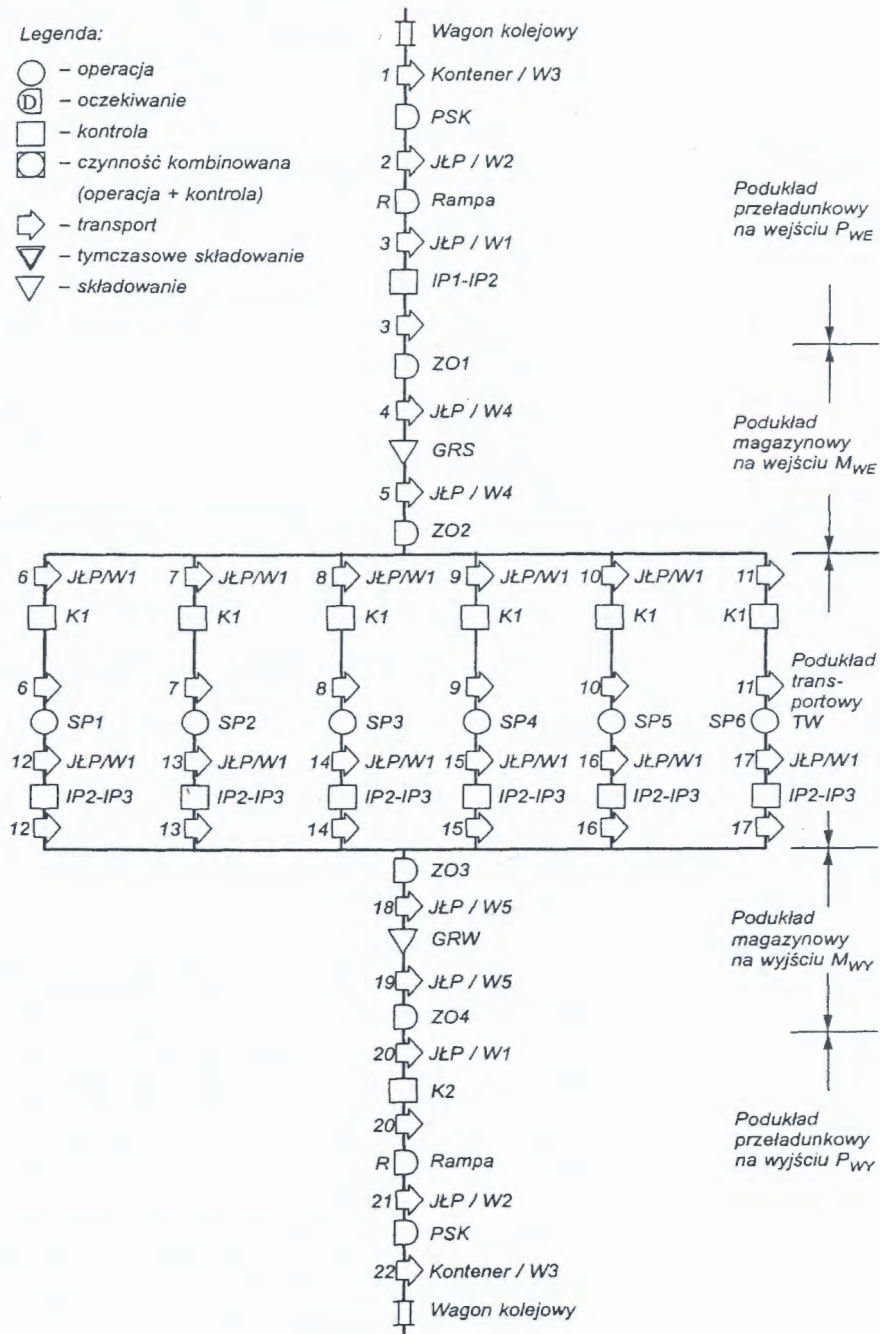 Legenda:
– operacja
D – oczekiwanie
– kontrola
– czynność kombinowana
(operacja + kontrola)
– transport
– tymczasowe składowanie
– składowanie
Wagon kolejowy
1 Kontener / W3
PSK
2 JŁP / W2
R Rampa
3 JŁP / W1
IP1-IP2
3
ZO1
4 JŁP / W4
GRS
5 JŁP / W4
ZO2
Podukład
przeładunkowy
na wejściu PWE
Podukład
magazynowy
na wejściu MWE
6 JŁP/W1 7 JŁP/W1 8 JŁP/W1 9 JŁP/W1 10 JŁP/W1 11
K1 K1 K1 K1 K1 K1
6 7 8 9 10 11
SP1 SP2 SP3 SP4 SP5 SP6
12 JŁP/W1 13 JŁP/W1 14 JŁP/W1 15 JŁP/W1 16 JŁP/W1 17 JŁP/W1
IP2-IP3 IP2-IP3 IP2-IP3 IP2-IP3 IP2-IP3 IP2-IP3
12 13 14 15 16 17
Podukład
trans-
portowy
TW
ZO3
18 JŁP / W5
GRW
19 JŁP / W5
ZO4
20 JŁP / W1
K2
20
R Rampa
21 JŁP / W2
PSK
22 Kontener / W3
Wagon kolejowy
Podukład
magazynowy
na wyjściu MWY
Podukład
przeładunkowy
na wyjściu PWY